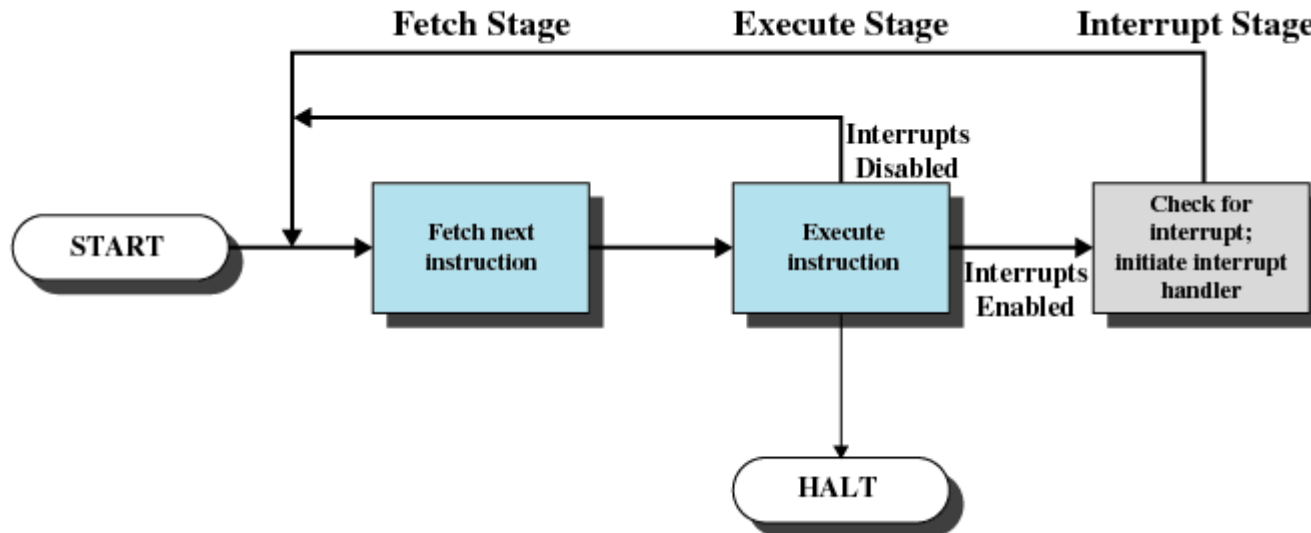 Fetch Stage
Execute Stage
Interrupt Stage
Interrupts
Disabled
START
Fetch next
instruction
Execute
instruction
Interrupts
Enabled
Check for
interrupt;
initiate interrupt
handler
HALT